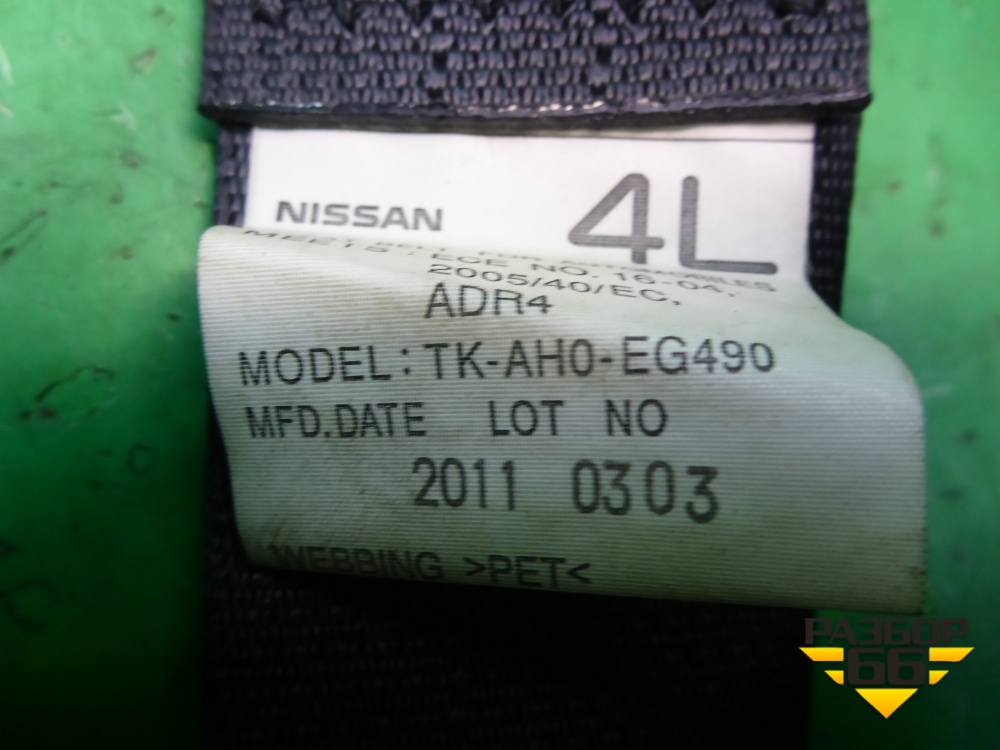 NISSAN 4L
MEETS : ECE NO. 16-04,
2005/40/EC,
ADR4
MODEL: TK-AH0-EG490
MFD.DATE LOT NO
2011 0303
WEBBING >PET<
РАЗБОР
66